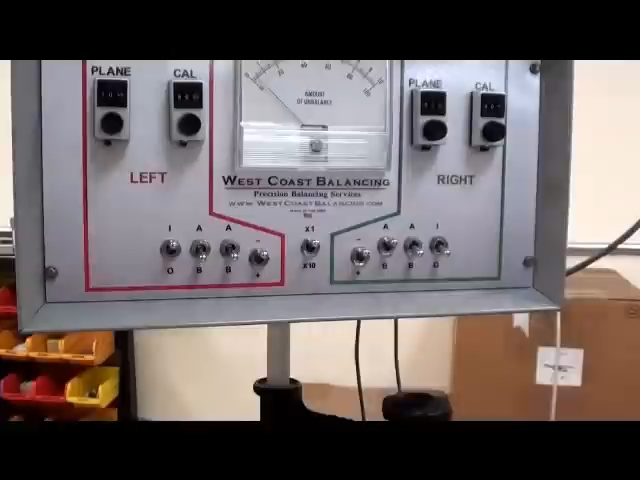 PLANE CAL
AMOUNT
OF UNBALANCE
PLANE CAL
LEFT
WEST COAST BALANCING
Precision Balancing Services
WWW.WESTCOASTBALANCING.COM
RIGHT
I A A -
O B B +
X1
X10
- A A I
+ B B O